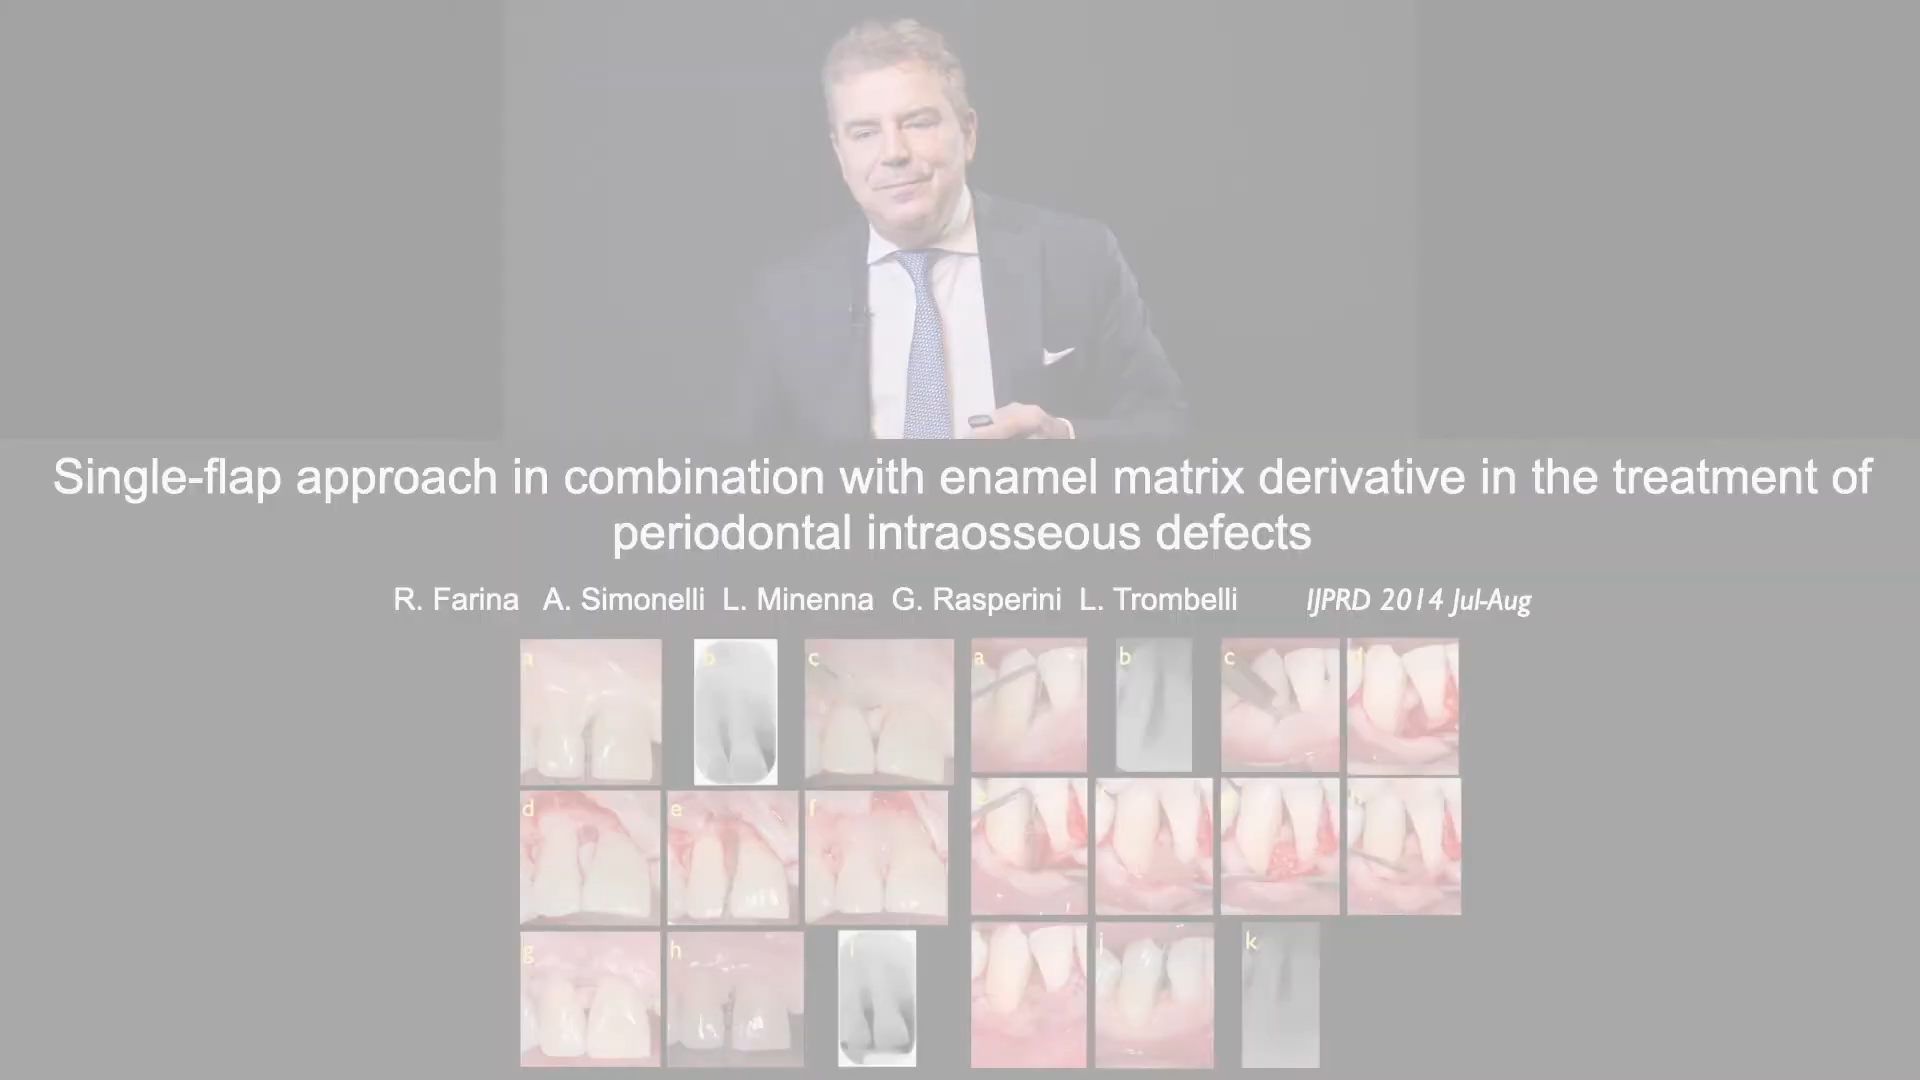 Single-flap approach in combination with enamel matrix derivative in the treatment of
periodontal intraosseous defects
R. Farina A. Simonelli L. Minenna G. Rasperini L. Trombelli IJPRD 2014 Jul-Aug
a b c
d e f
g h i
a b c d
e
j k